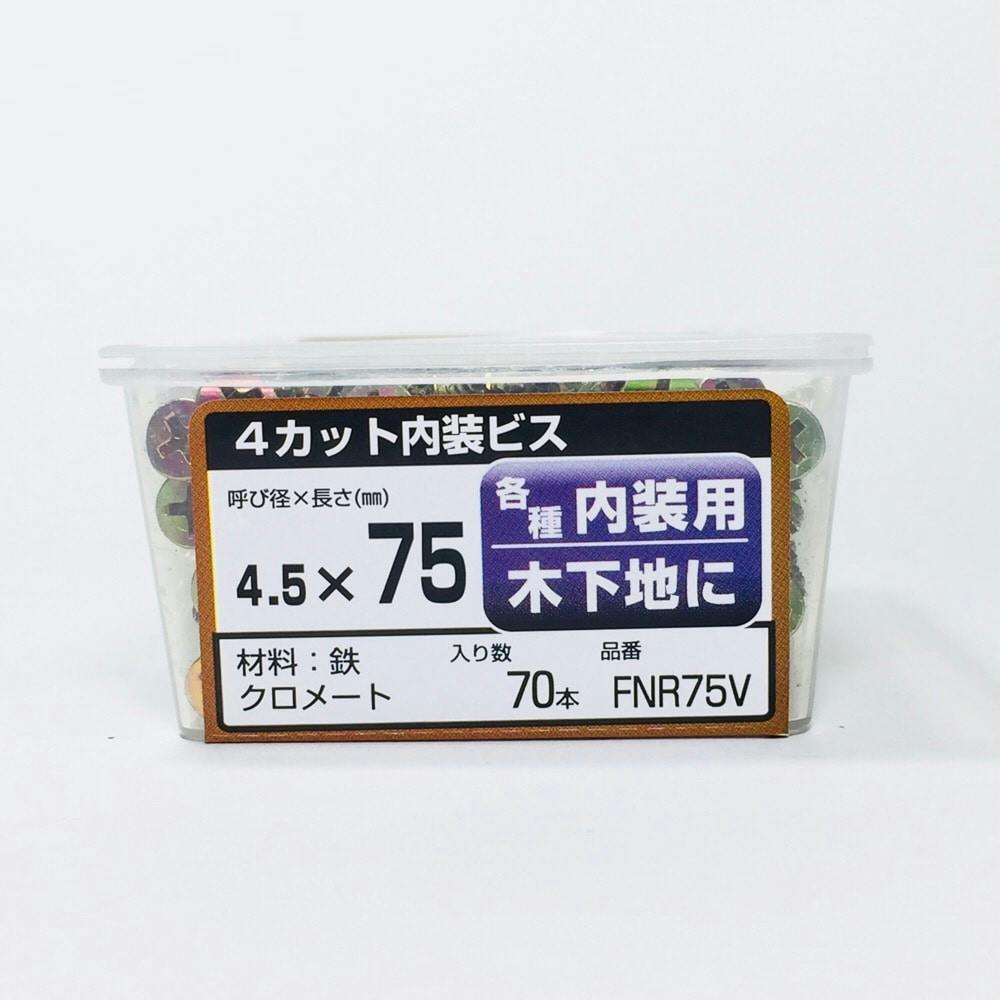 4カット内装ビス
呼び径×長さ(㎜)
4.5×75
各種 内装用
木下地に
材料：鉄
クロメート
入り数
70本
品番
FNR75V